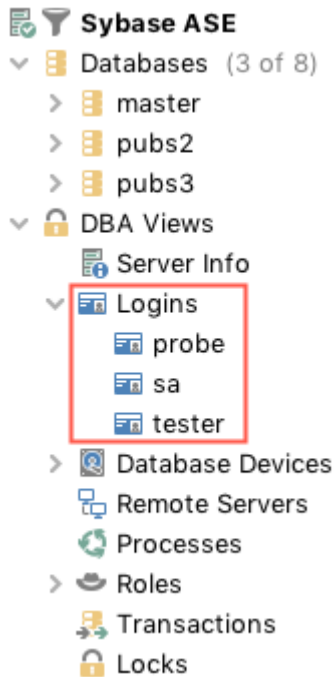 Sybase ASE
Databases (3 of 8)
master
pubs2
pubs3
DBA Views
Server Info
Logins
probe
sa
tester
Database Devices
Remote Servers
Processes
Roles
Transactions
Locks